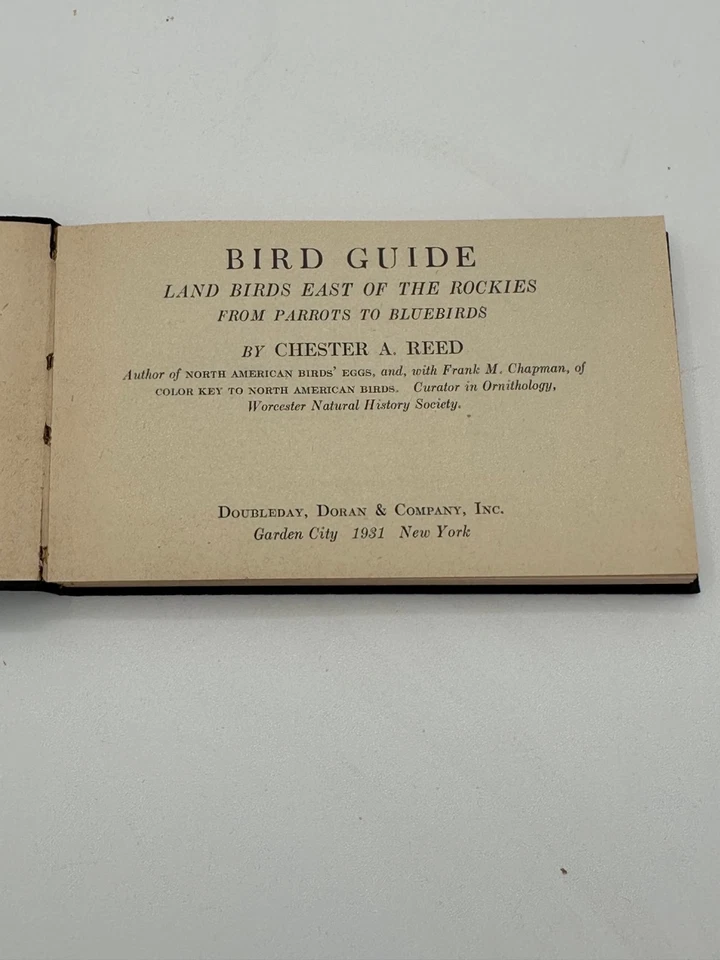 BIRD GUIDE
LAND BIRDS EAST OF THE ROCKIES
FROM PARROTS TO BLUEBIRDS
BY CHESTER A. REED
Author of NORTH AMERICAN BIRDS' EGGS, and, with Frank M. Chapman, of
COLOR KEY TO NORTH AMERICAN BIRDS. Curator in Ornithology,
Worcester Natural History Society.
DOUBLEDAY, DORAN & COMPANY, INC.
Garden City 1931 New York